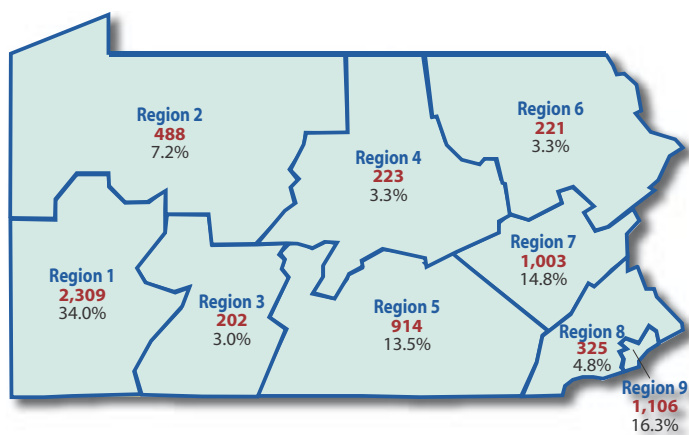 Region 2
488
7.2%
Region 4
223
3.3%
Region 6
221
3.3%
Region 1
2,309
34.0%
Region 3
202
3.0%
Region 5
914
13.5%
Region 7
1,003
14.8%
Region 8
325
4.8%
Region 9
1,106
16.3%